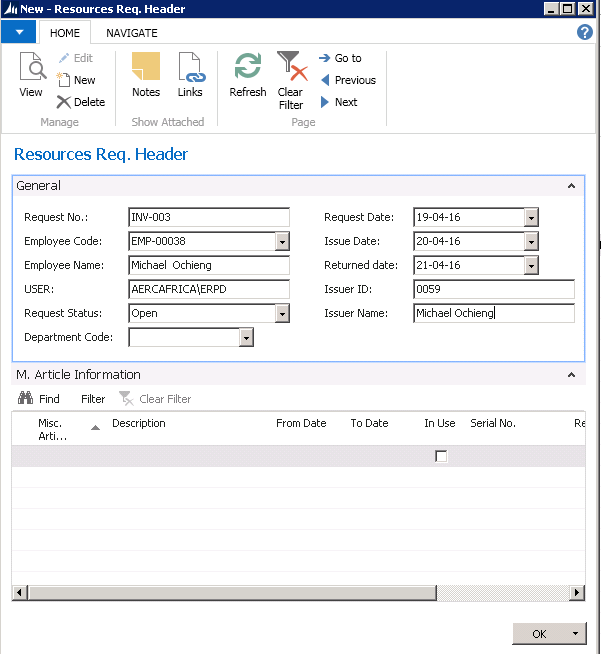 New - Resources Req. Header
HOME NAVIGATE
View
Edit
New
Delete
Manage
Notes
Links
Show Attached
Refresh
Clear
Filter
Go to
Previous
Next
Page
Resources Req. Header
General
Request No.: INV-003 Request Date: 19-04-16
Employee Code: EMP-00038 Issue Date: 20-04-16
Employee Name: Michael Ochieng Returned date: 21-04-16
USER: AERCAFRICA\ERPD Issuer ID: 0059
Request Status: Open Issuer Name: Michael Ochieng
Department Code:
M. Article Information
Find Filter Clear Filter
Misc. Description From Date To Date In Use Serial No. Re
Arti...
OK